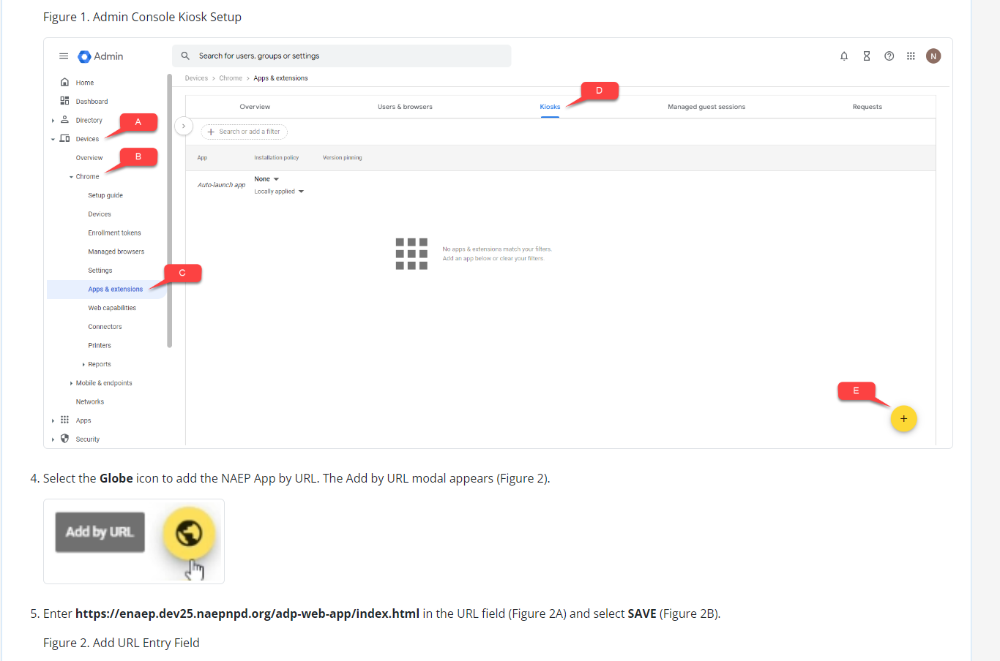 Figure 1. Admin Console Kiosk Setup
Admin
Search for users, groups or settings
N
Devices > Chrome > Apps & extensions
Home
Dashboard
Directory
A
Devices
Overview
B
Chrome
Setup guide
Devices
Enrollment tokens
Managed browsers
Settings
C
Apps & extensions
Web capabilities
Connectors
Printers
Reports
Mobile & endpoints
Networks
Apps
Security
D
Overview Users & browsers Kiosks Managed guest sessions Requests
+ Search or add a filter
App Installation policy Version pinning
Auto-launch app
None
Locally applied
No apps & extensions match your filters.
Add an app below or clear your filters.
E
+
4. Select the Globe icon to add the NAEP App by URL. The Add by URL modal appears (Figure 2).
Add by URL
5. Enter https://enaep.dev25.naepnpd.org/adp-web-app/index.html in the URL field (Figure 2A) and select SAVE (Figure 2B).
Figure 2. Add URL Entry Field